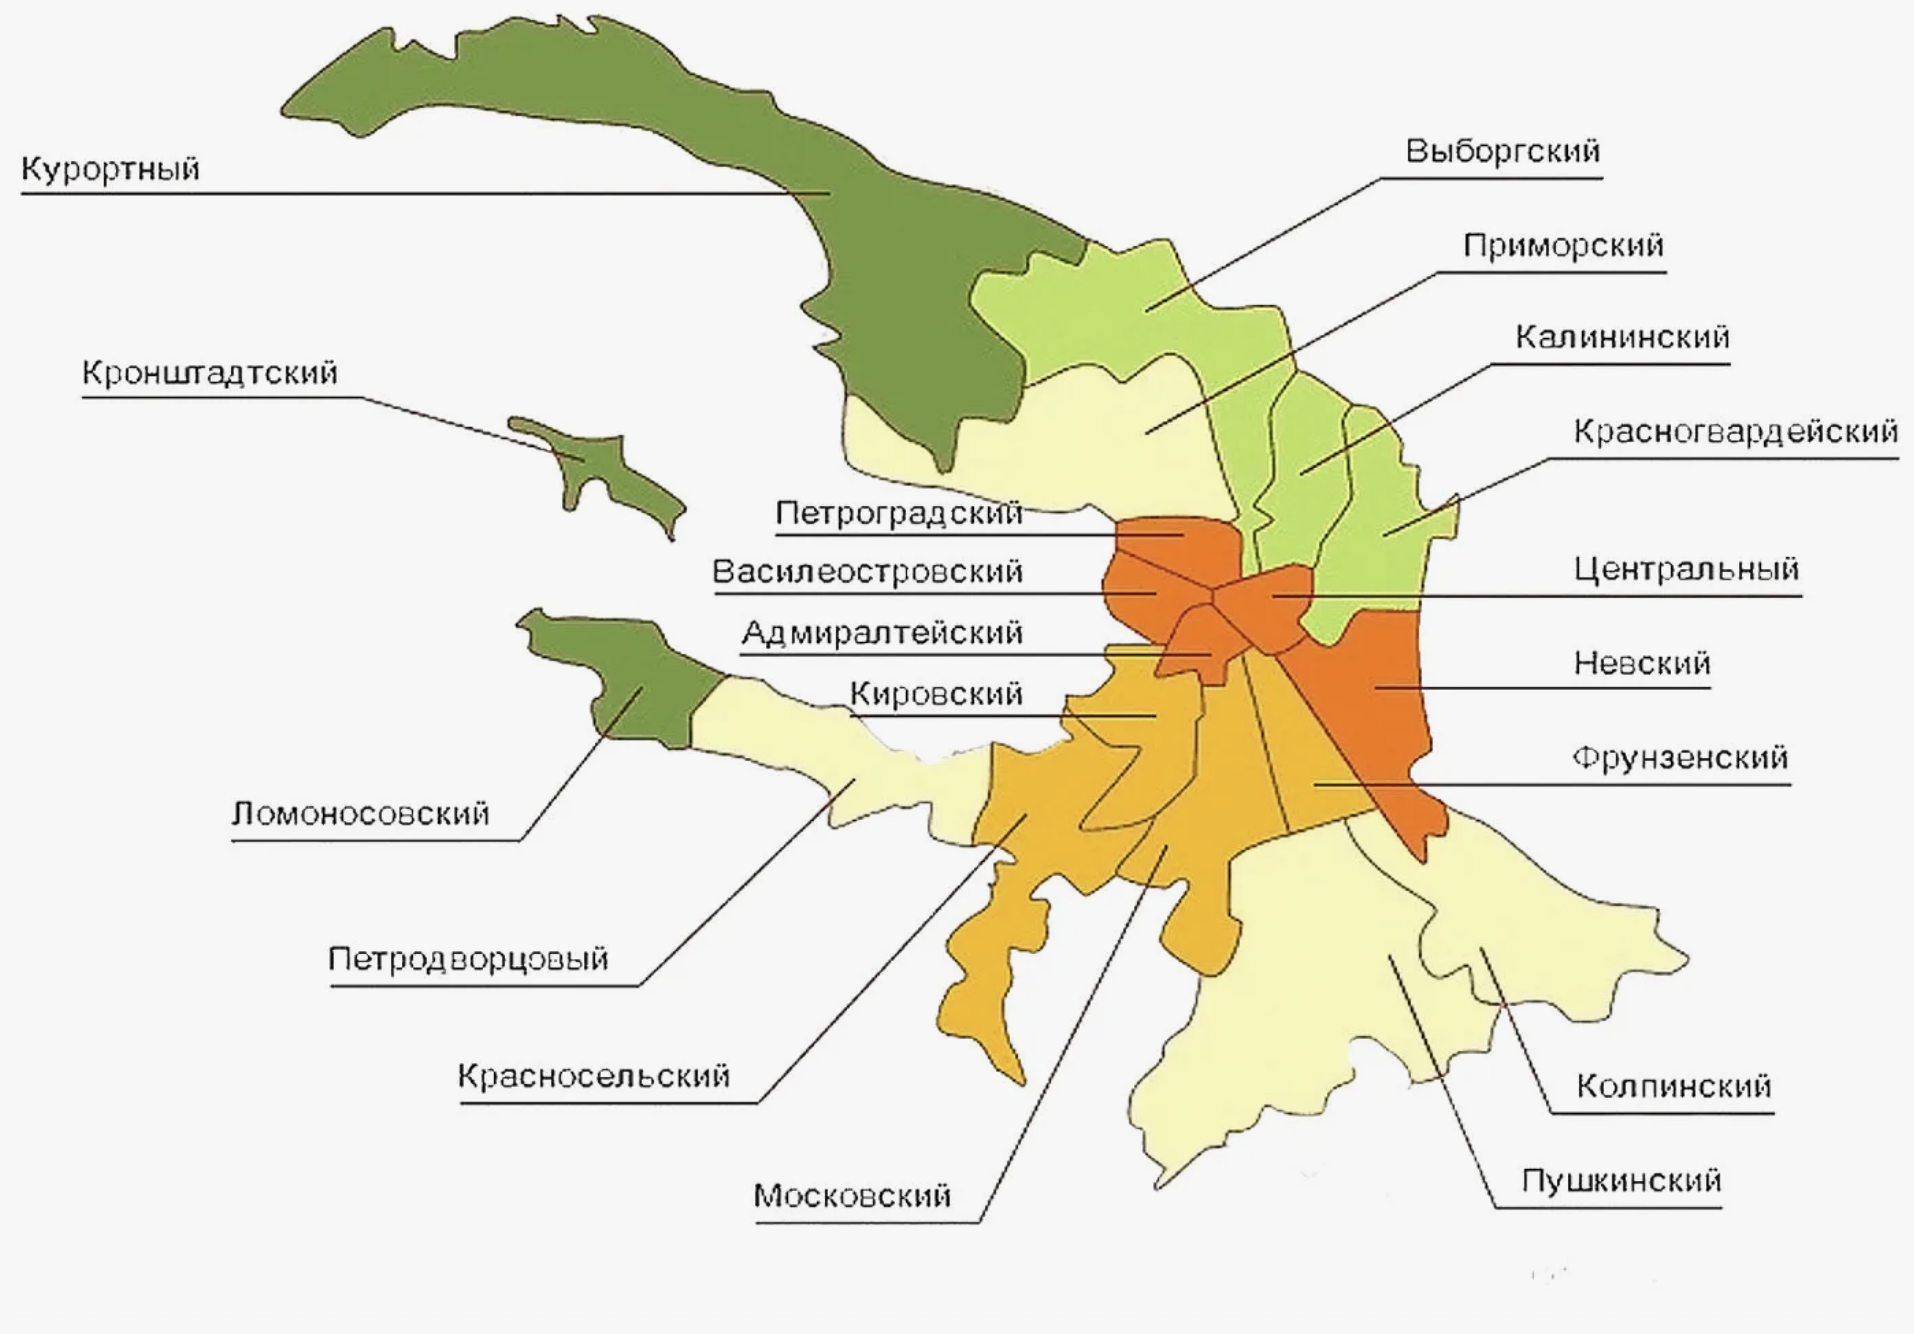 Курортный
Выборгский
Приморский
Калининский
Кронштадтский
Красногвардейский
Петроградский
Василеостровский
Центральный
Адмиралтейский
Невский
Кировский
Фрунзенский
Ломоносовский
Петродворцовый
Красносельский
Колпинский
Пушкинский
Московский